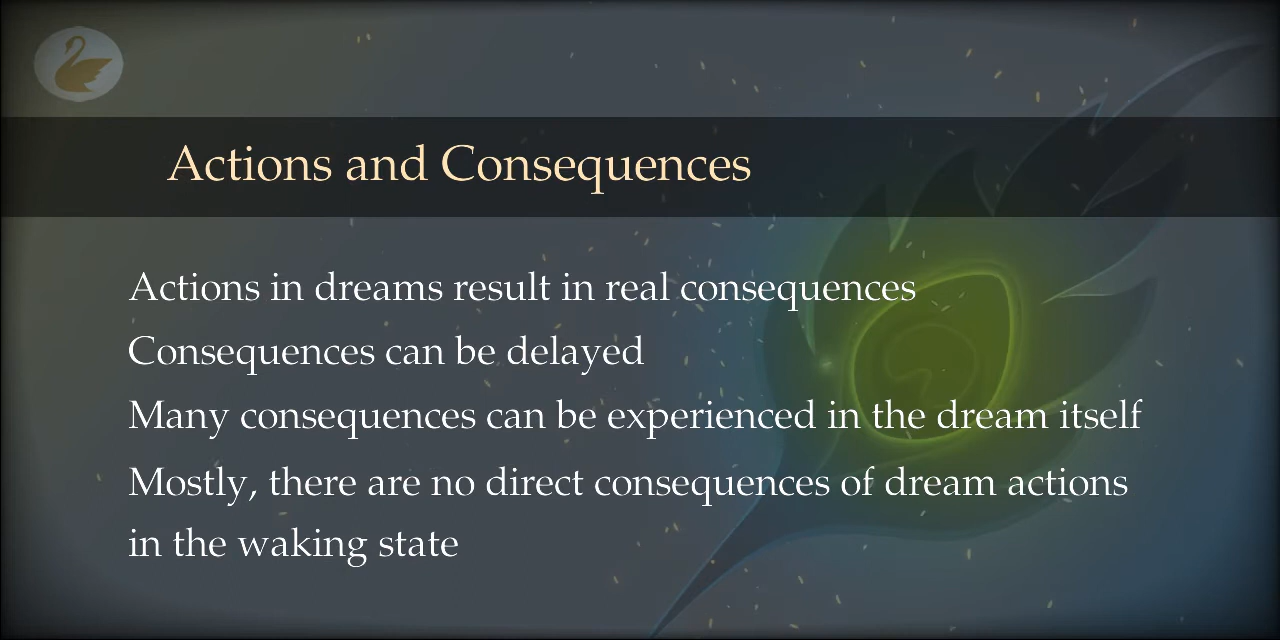 Actions and Consequences
Actions in dreams result in real consequences
Consequences can be delayed
Many consequences can be experienced in the dream itself
Mostly, there are no direct consequences of dream actions
in the waking state